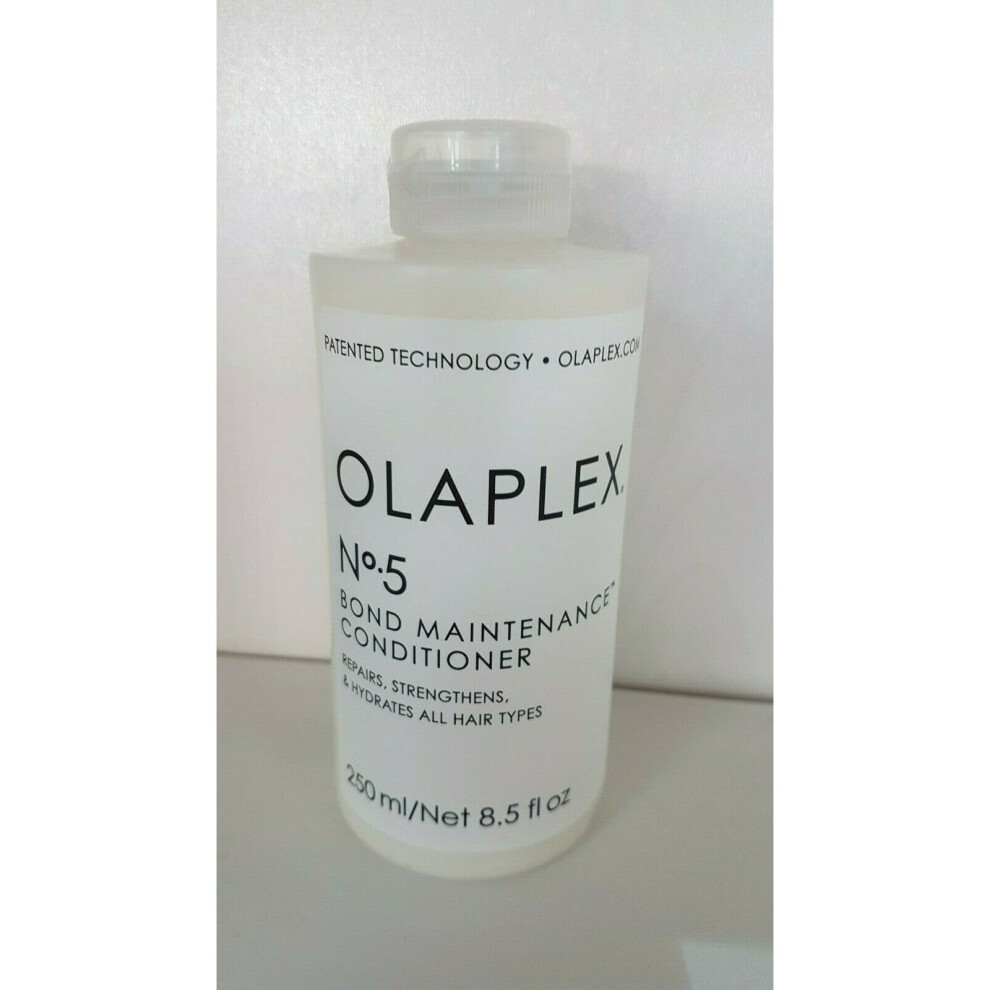 PATENTED TECHNOLOGY • OLAPLEX.COM
OLAPLEX.
Nº.5
BOND MAINTENANCE™
CONDITIONER
REPAIRS, STRENGTHENS,
& HYDRATES ALL HAIR TYPES
250 ml/Net 8.5 fl oz